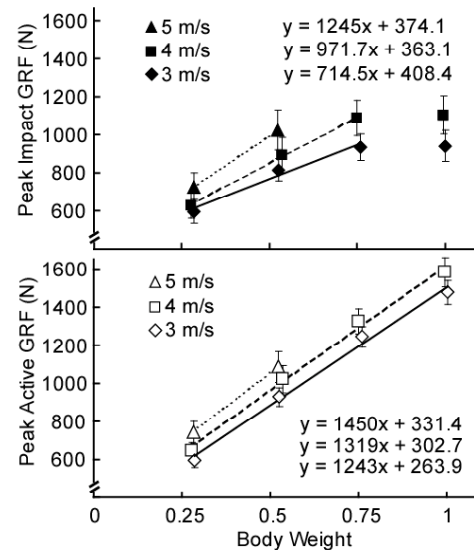 Peak Impact GRF (N)
1600
1400
1200
1000
800
600
5 m/s y = 1245x + 374.1
4 m/s y = 971.7x + 363.1
3 m/s y = 714.5x + 408.4
Peak Active GRF (N)
1600
1400
1200
1000
800
600
5 m/s
4 m/s
3 m/s
y = 1450x + 331.4
y = 1319x + 302.7
y = 1243x + 263.9
0 0.25 0.5 0.75 1
Body Weight